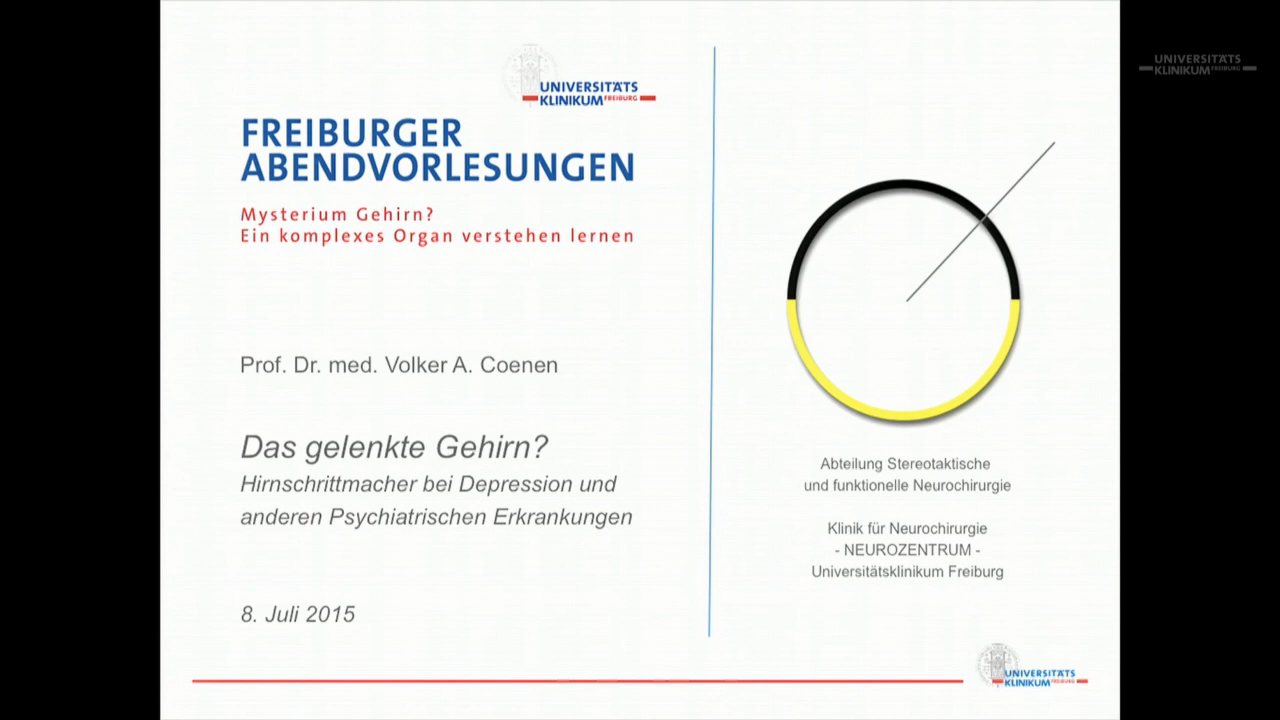 UNIVERSITÄTS
KLINIKUM FREIBURG
FREIBURGER
ABENDVORLESUNGEN
Mysterium Gehirn?
Ein komplexes Organ verstehen lernen
Prof. Dr. med. Volker A. Coenen
Das gelenkte Gehirn?
Hirnschrittmacher bei Depression und
anderen Psychiatrischen Erkrankungen
8. Juli 2015
Abteilung Stereotaktische
und funktionelle Neurochirurgie
Klinik für Neurochirurgie
- NEUROZENTRUM -
Universitätsklinikum Freiburg
UNIVERSITÄTS
KLINIKUM FREIBURG
UNIVERSITÄTS
KLINIKUM FREIBURG